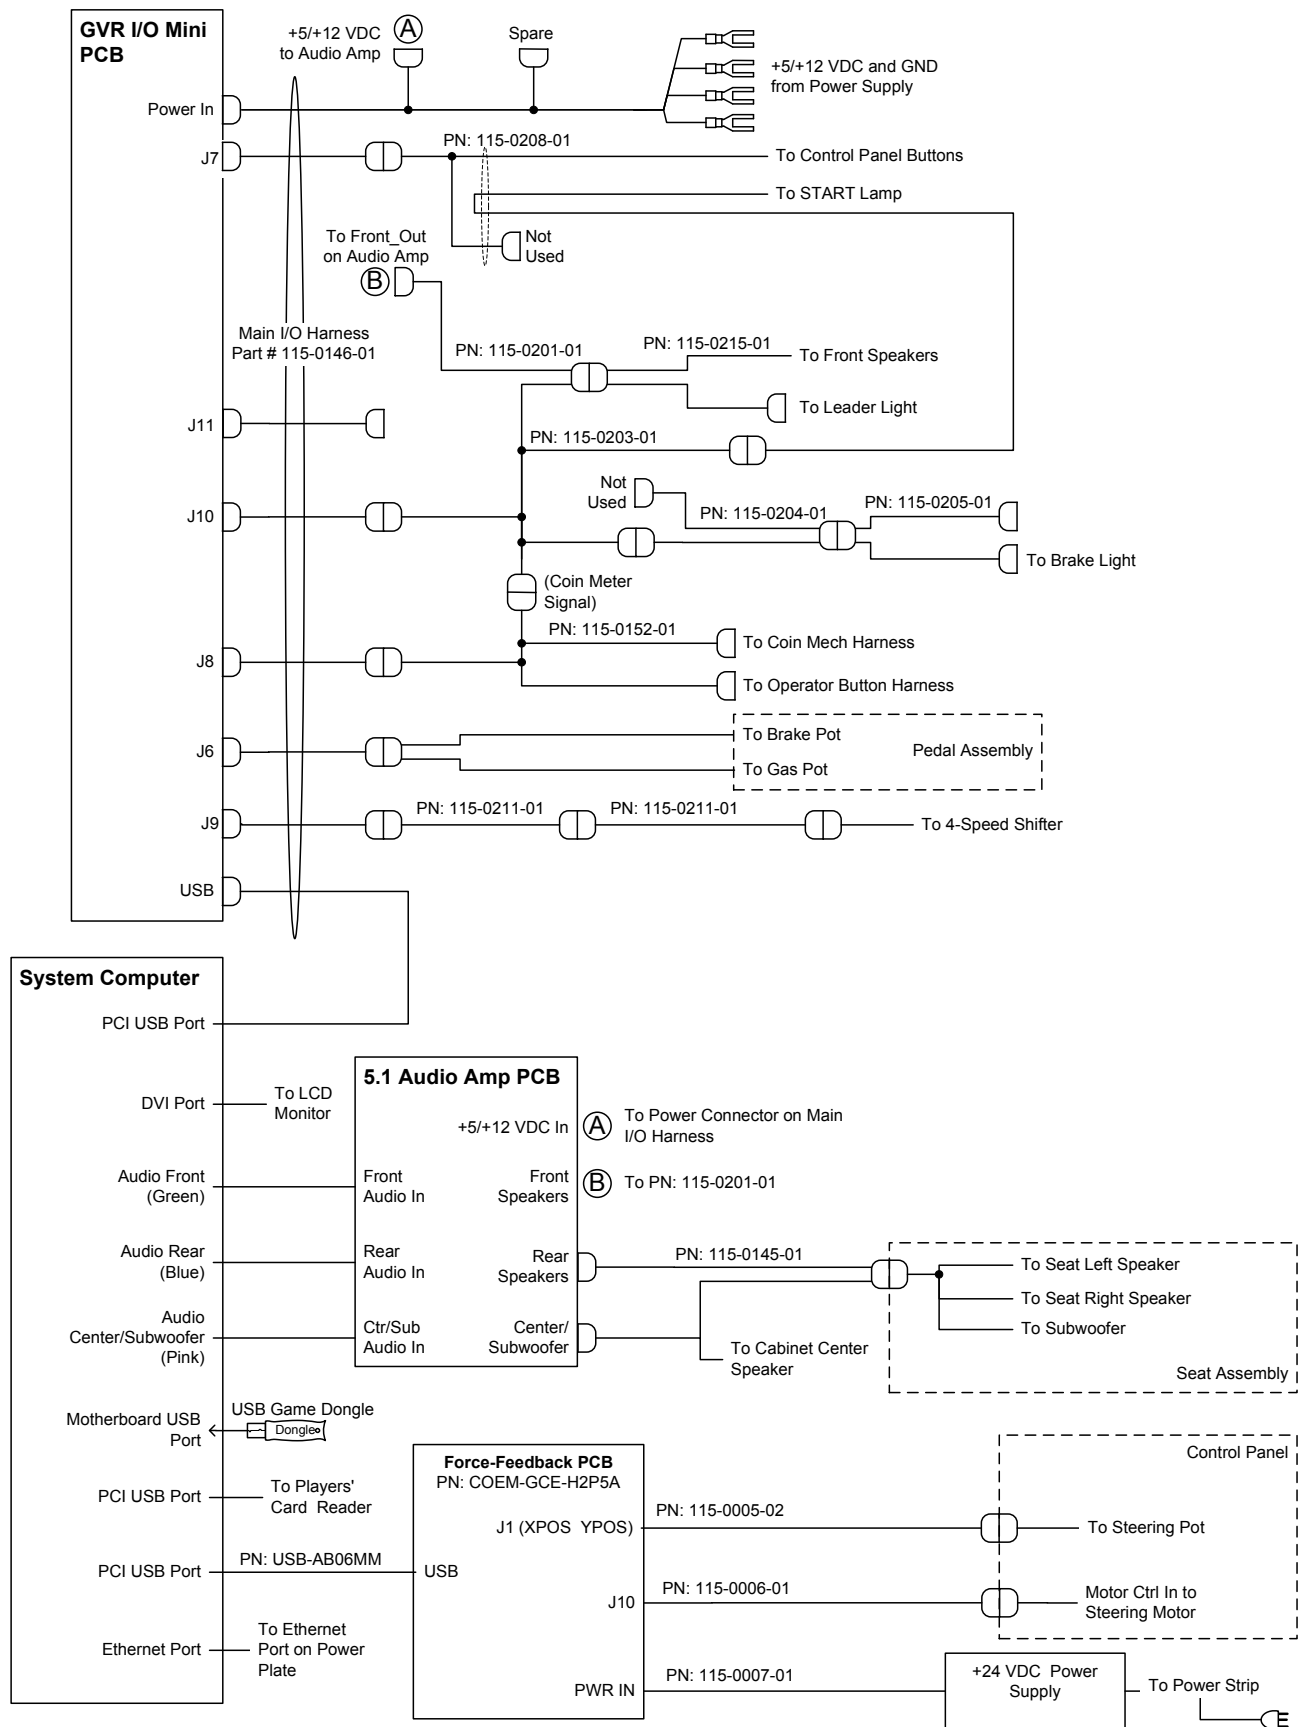 GVR I/O Mini
PCB
+5/+12 VDC
to Audio Amp
A
Spare
+5/+12 VDC and GND
from Power Supply
Power In
PN: 115-0208-01
J7
To Control Panel Buttons
To START Lamp
To Front_Out
on Audio Amp
B
Not
Used
Main I/O Harness
Part # 115-0146-01
PN: 115-0201-01
PN: 115-0215-01
To Front Speakers
To Leader Light
J11
PN: 115-0203-01
Not
Used
PN: 115-0204-01
PN: 115-0205-01
J10
To Brake Light
(Coin Meter
Signal)
PN: 115-0152-01
To Coin Mech Harness
J8
To Operator Button Harness
To Brake Pot
J6
Pedal Assembly
To Gas Pot
PN: 115-0211-01
PN: 115-0211-01
J9
To 4-Speed Shifter
USB
System Computer
PCI USB Port
5.1 Audio Amp PCB
DVI Port
To LCD
Monitor
+5/+12 VDC In
A
To Power Connector on Main
I/O Harness
Audio Front
(Green)
Front
Audio In
Front
Speakers
B
To PN: 115-0201-01
Audio Rear
(Blue)
Rear
Audio In
Rear
Speakers
PN: 115-0145-01
To Seat Left Speaker
To Seat Right Speaker
To Subwoofer
Audio
Center/Subwoofer
(Pink)
Ctr/Sub
Audio In
Center/
Subwoofer
To Cabinet Center
Speaker
Seat Assembly
Motherboard USB
Port
USB Game Dongle
Dongle
Force-Feedback PCB
PN: COEM-GCE-H2P5A
Control Panel
PCI USB Port
To Players'
Card Reader
J1 (XPOS YPOS)
PN: 115-0005-02
To Steering Pot
PCI USB Port
PN: USB-AB06MM
USB
J10
PN: 115-0006-01
Motor Ctrl In to
Steering Motor
Ethernet Port
To Ethernet
Port on Power
Plate
PWR IN
PN: 115-0007-01
+24 VDC Power
Supply
To Power Strip